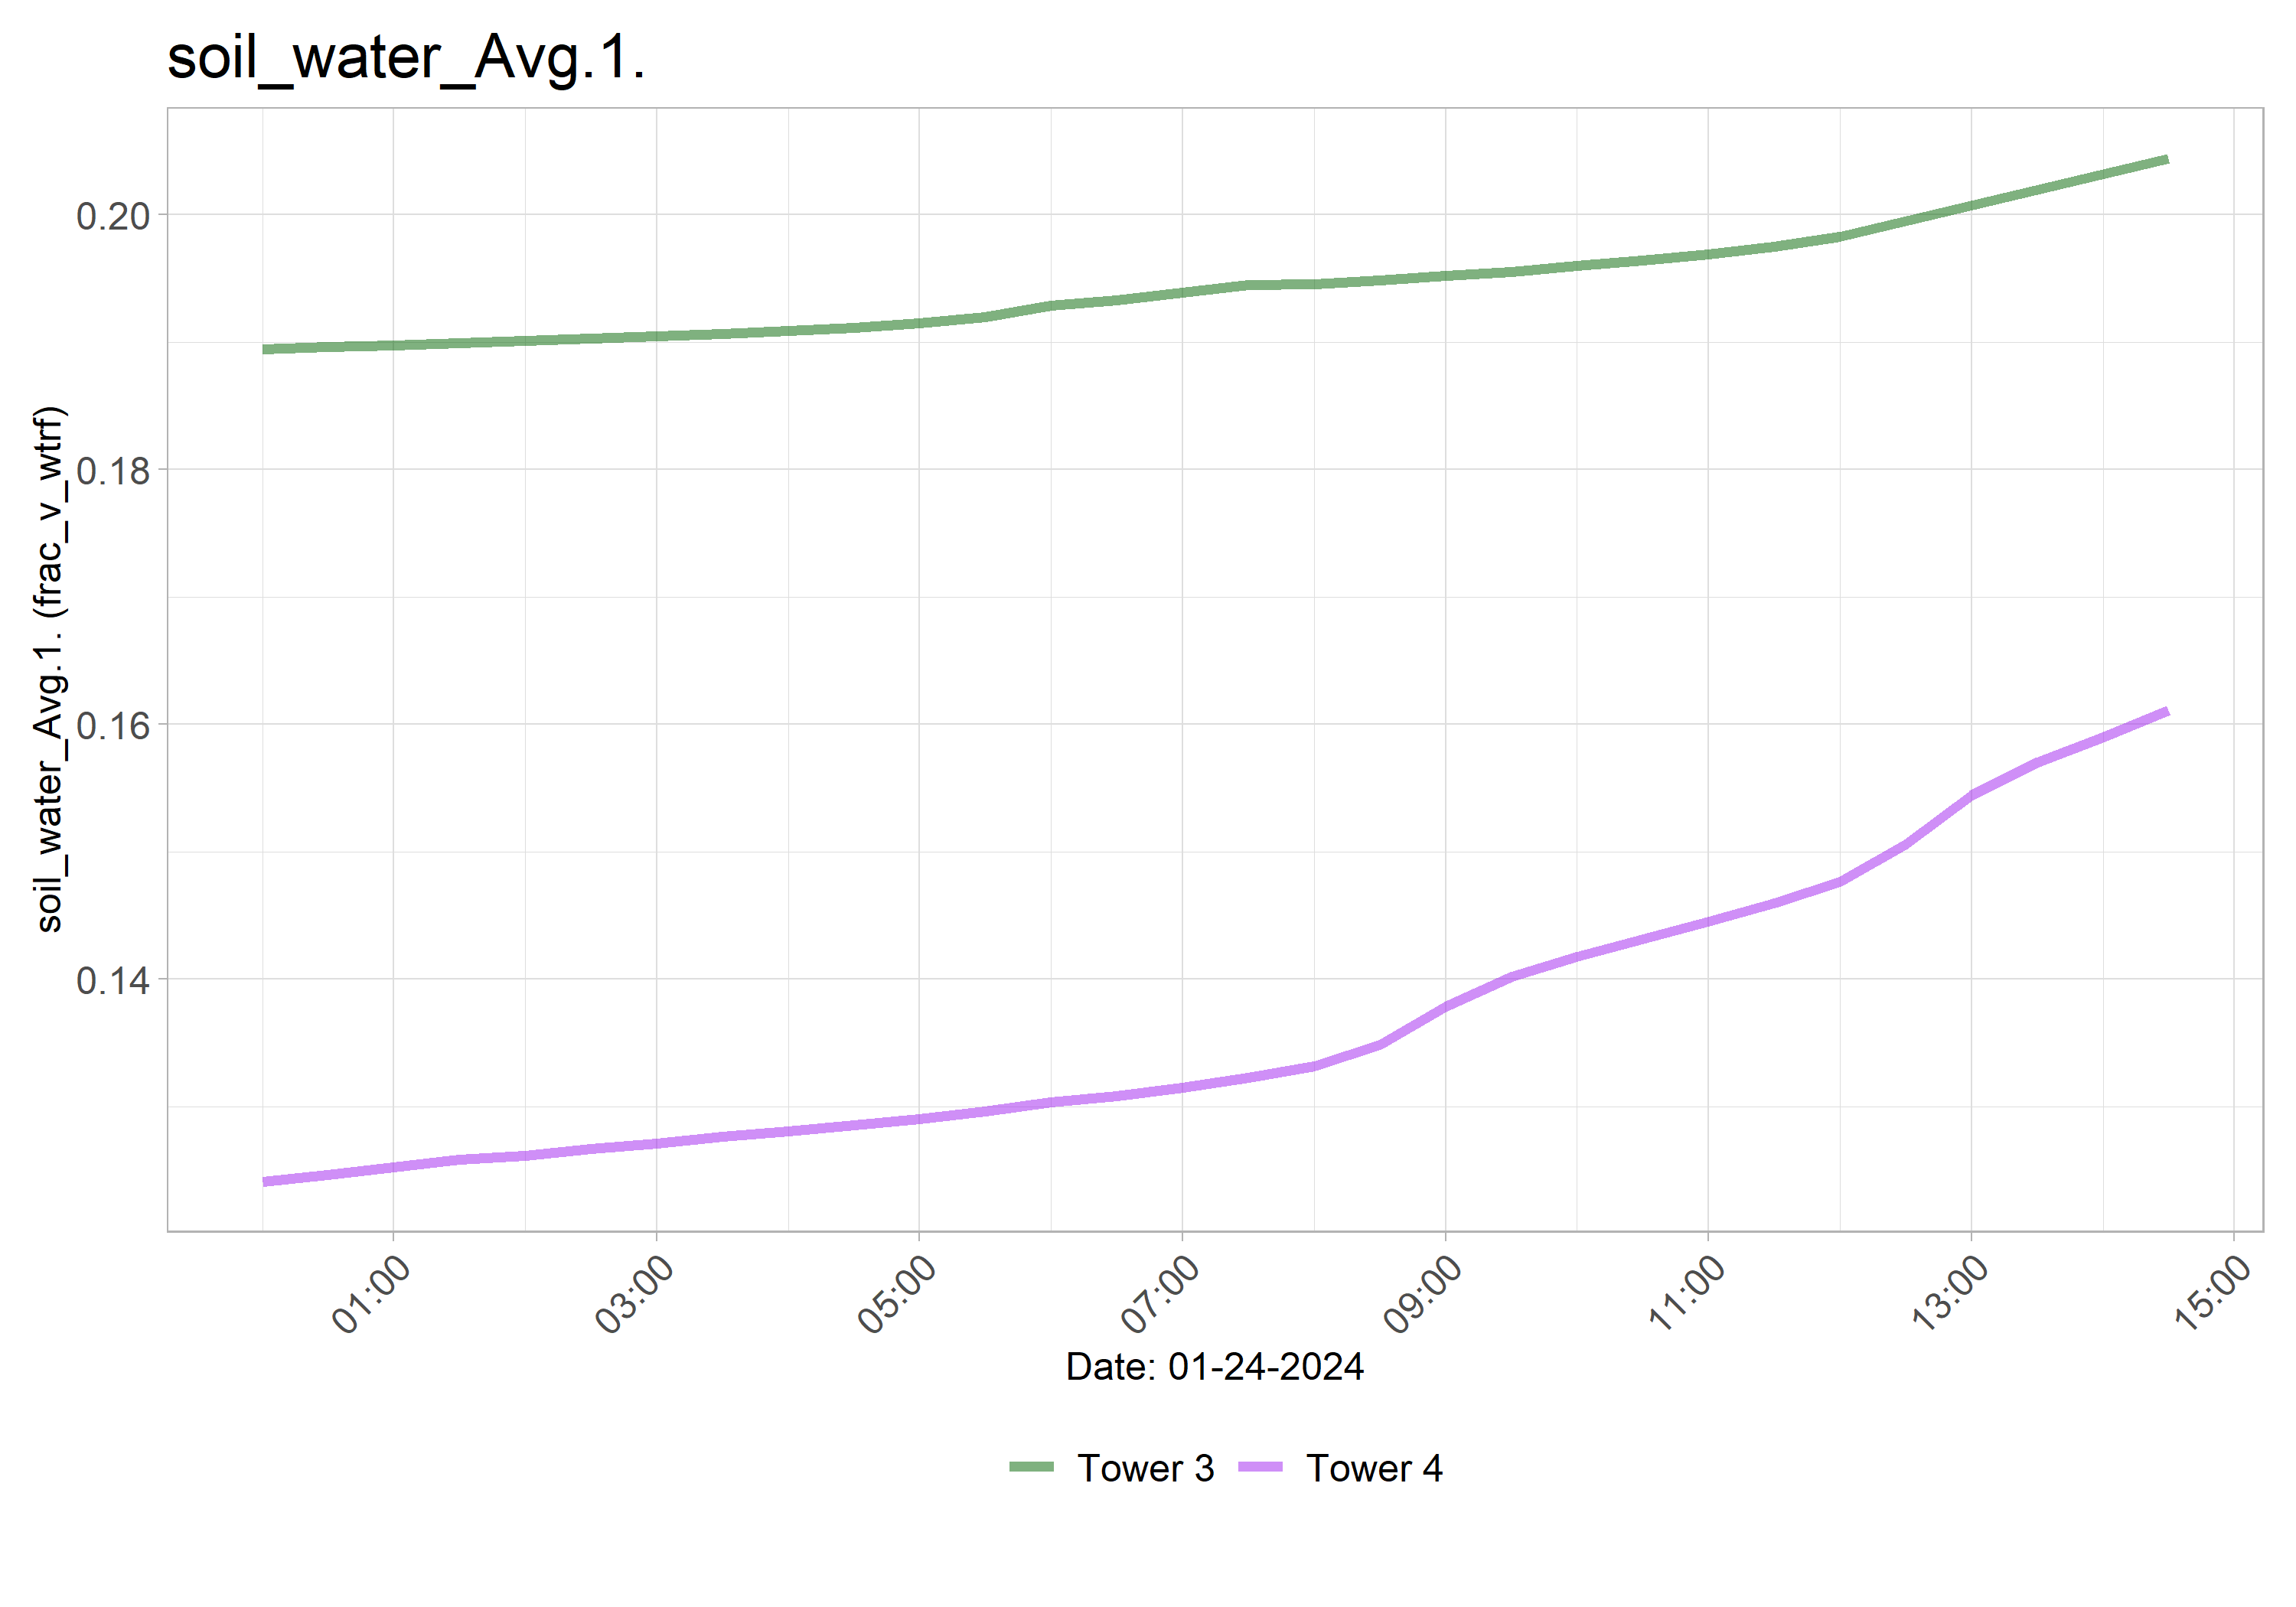 soil_water_Avg.1.
soil_water_Avg.1. (frac_v_wtrf)
0.20
0.18
0.16
0.14
01:00
03:00
05:00
07:00
09:00
11:00
13:00
15:00
Date: 01-24-2024
Tower 3
Tower 4